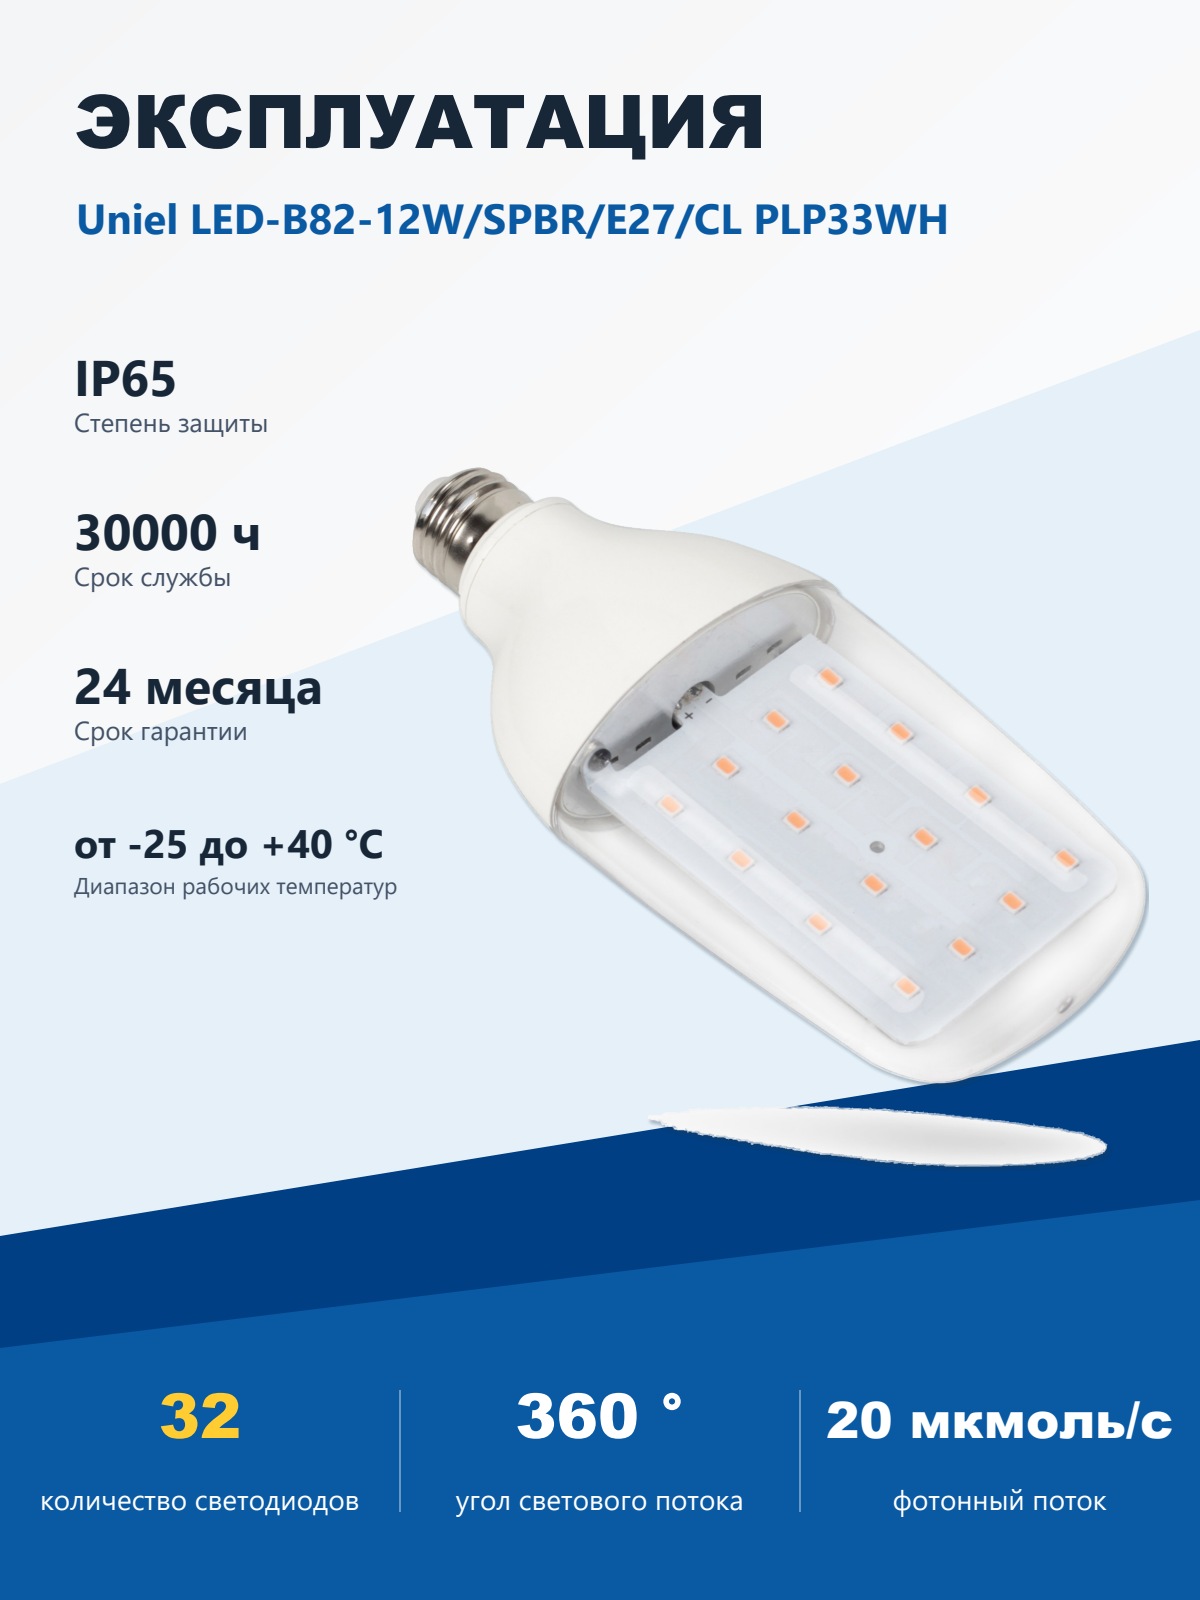 ЭКСПЛУАТАЦИЯ
Uniel LED-B82-12W/SPBR/E27/CL PLP33WH
IP65
Степень защиты
30000 ч
Срок службы
24 месяца
Срок гарантии
от -25 до +40 °C
Диапазон рабочих температур
+ -
32
количество светодиодов
360 °
угол светового потока
20 мкмоль/с
фотонный поток